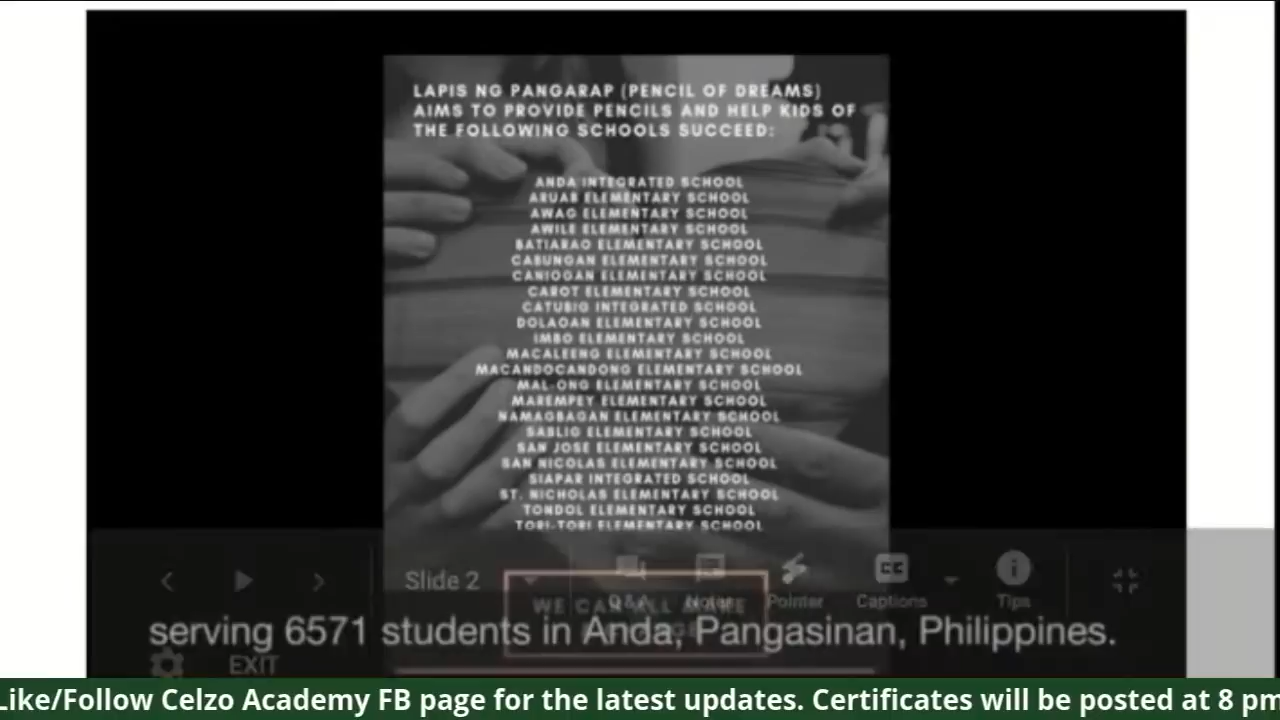 LAPIS NG PANGARAP (PENCIL OF DREAMS)
AIMS TO PROVIDE PENCILS AND HELP KIDS OF
THE FOLLOWING SCHOOLS SUCCEED:
ANDA INTEGRATED SCHOOL
ARUAB ELEMENTARY SCHOOL
AWAG ELEMENTARY SCHOOL
AWILE ELEMENTARY SCHOOL
BATIARAO ELEMENTARY SCHOOL
CABUNGAN ELEMENTARY SCHOOL
CANIOGAN ELEMENTARY SCHOOL
CAROT ELEMENTARY SCHOOL
CATUBIG INTEGRATED SCHOOL
DOLAOAN ELEMENTARY SCHOOL
IMBO ELEMENTARY SCHOOL
MACALEENG ELEMENTARY SCHOOL
MACANDOCANDONG ELEMENTARY SCHOOL
MAL-ONG ELEMENTARY SCHOOL
MAREMPEY ELEMENTARY SCHOOL
NAMAGBAGAN ELEMENTARY SCHOOL
SABLIG ELEMENTARY SCHOOL
SAN JOSE ELEMENTARY SCHOOL
SAN NICOLAS ELEMENTARY SCHOOL
SIAPAR INTEGRATED SCHOOL
ST. NICHOLAS ELEMENTARY SCHOOL
TONDOL ELEMENTARY SCHOOL
TORI-TORI ELEMENTARY SCHOOL
Slide 2
Q&A Notes Pointer Captions Tips
WE CAN ALL MAKE
serving 6571 students in Anda, Pangasinan, Philippines.
EXIT
Like/Follow Celzo Academy FB page for the latest updates. Certificates will be posted at 8 pm